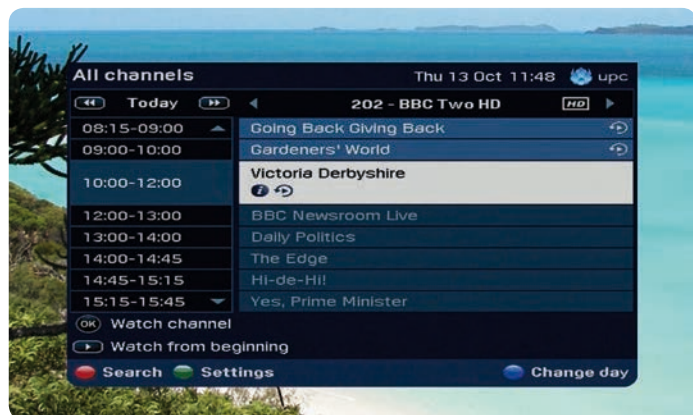 All channels Thu 13 Oct 11:48 upc
Today 202 - BBC Two HD HD
08:15-09:00 Going Back Giving Back
09:00-10:00 Gardeners' World
10:00-12:00 Victoria Derbyshire
i
12:00-13:00 BBC Newsroom Live
13:00-14:00 Daily Politics
14:00-14:45 The Edge
14:45-15:15 Hi-de-Hi!
15:15-15:45 Yes, Prime Minister
OK Watch channel
Watch from beginning
Search Settings Change day